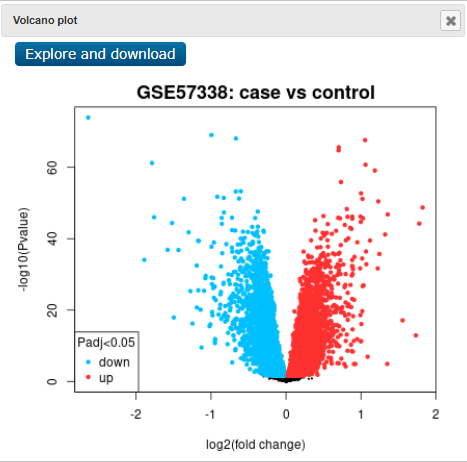 Volcano plot
Explore and download
GSE57338: case vs control
-log10(Pvalue)
60
40
20
0
Padj<0.05
down
up
-2 -1 0 1 2
log2(fold change)